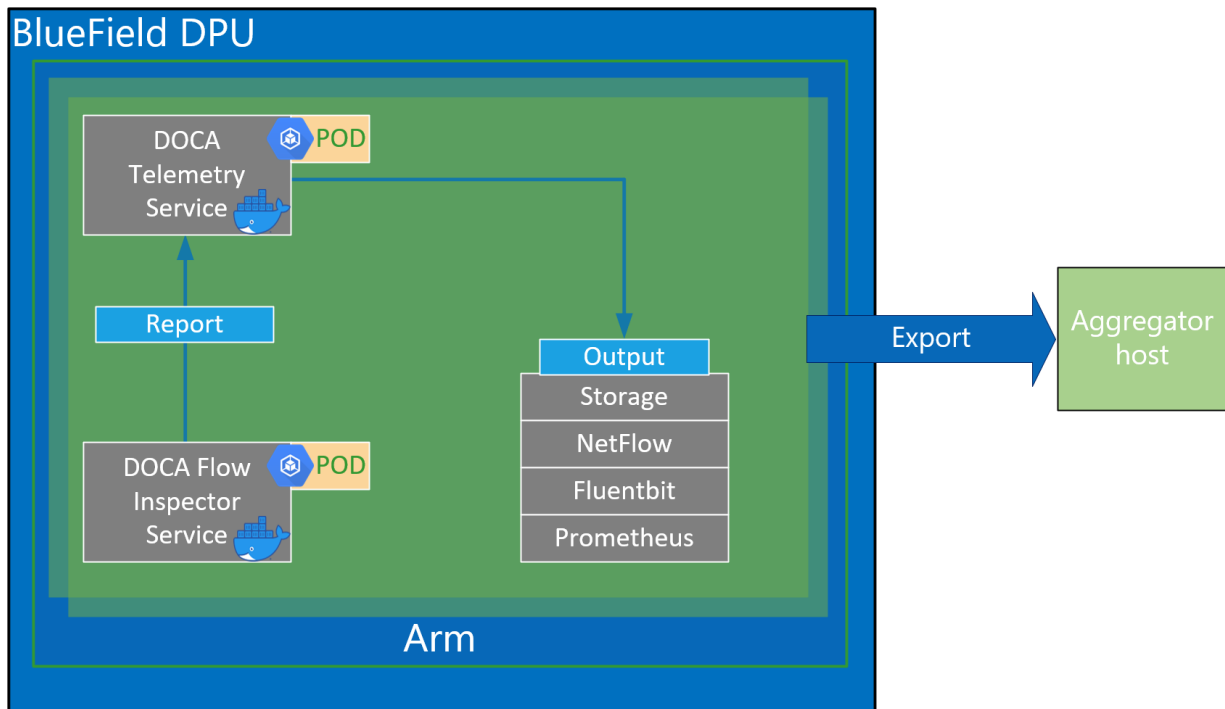 BlueField DPU
DOCA
Telemetry
Service
POD
Report
DOCA Flow
Inspector
Service
POD
Output
Storage
NetFlow
Fluentbit
Prometheus
Arm
Export
Aggregator
host